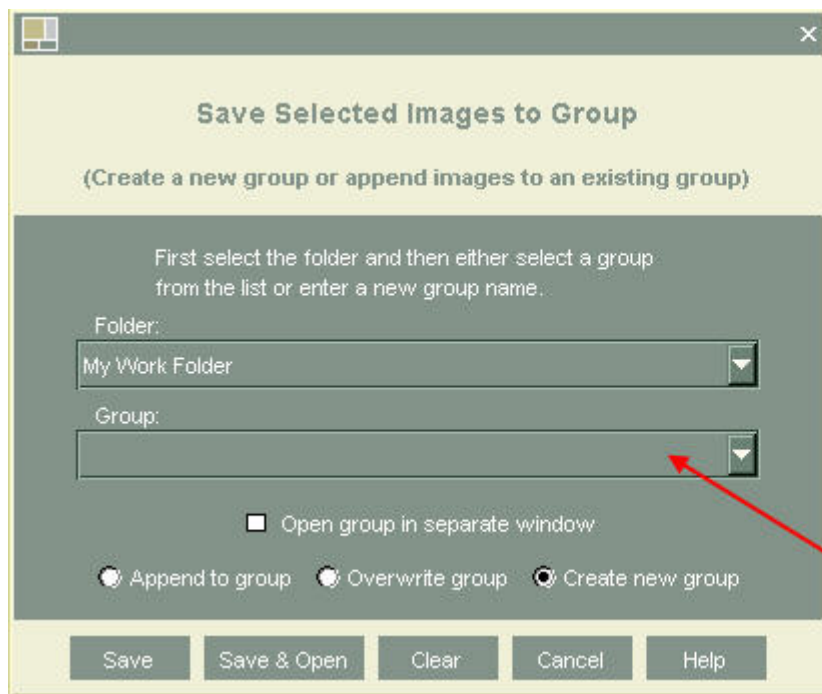 Save Selected Images to Group
(Create a new group or append images to an existing group)
First select the folder and then either select a group
from the list or enter a new group name.
Folder:
My Work Folder
Group:
Open group in separate window
Append to group Overwrite group Create new group
Save Save & Open Clear Cancel Help